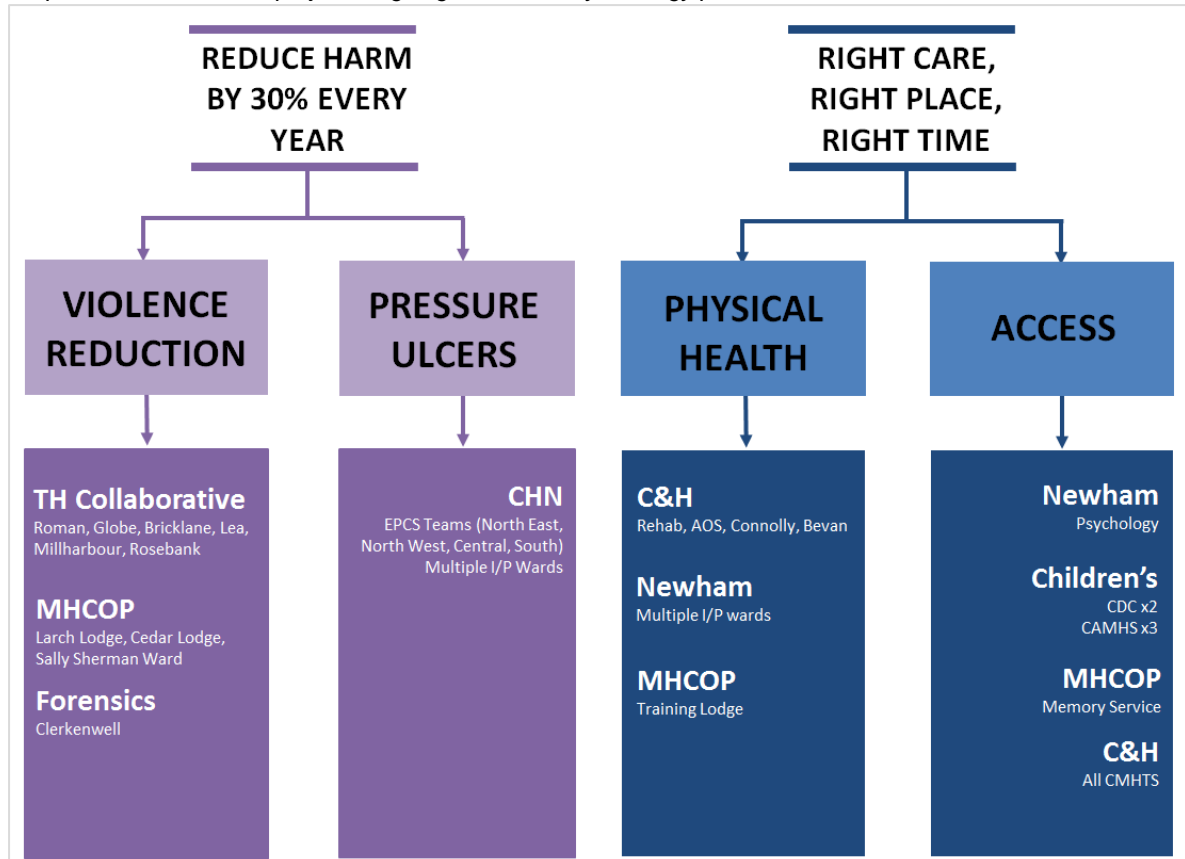 REDUCE HARM
BY 30% EVERY
YEAR
RIGHT CARE,
RIGHT PLACE,
RIGHT TIME
VIOLENCE
REDUCTION
PRESSURE
ULCERS
PHYSICAL
HEALTH
ACCESS
TH Collaborative
Roman, Globe, Bricklane, Lea,
Millharbour, Rosebank
MHCOP
Larch Lodge, Cedar Lodge,
Sally Sherman Ward
Forensics
Clerkenwell
CHN
EPCS Teams (North East,
North West, Central, South)
Multiple I/P Wards
C&H
Rehab, AOS, Connolly, Bevan
Newham
Multiple I/P wards
MHCOP
Training Lodge
Newham
Psychology
Children’s
CDC x2
CAMHS x3
MHCOP
Memory Service
C&H
All CMHTS